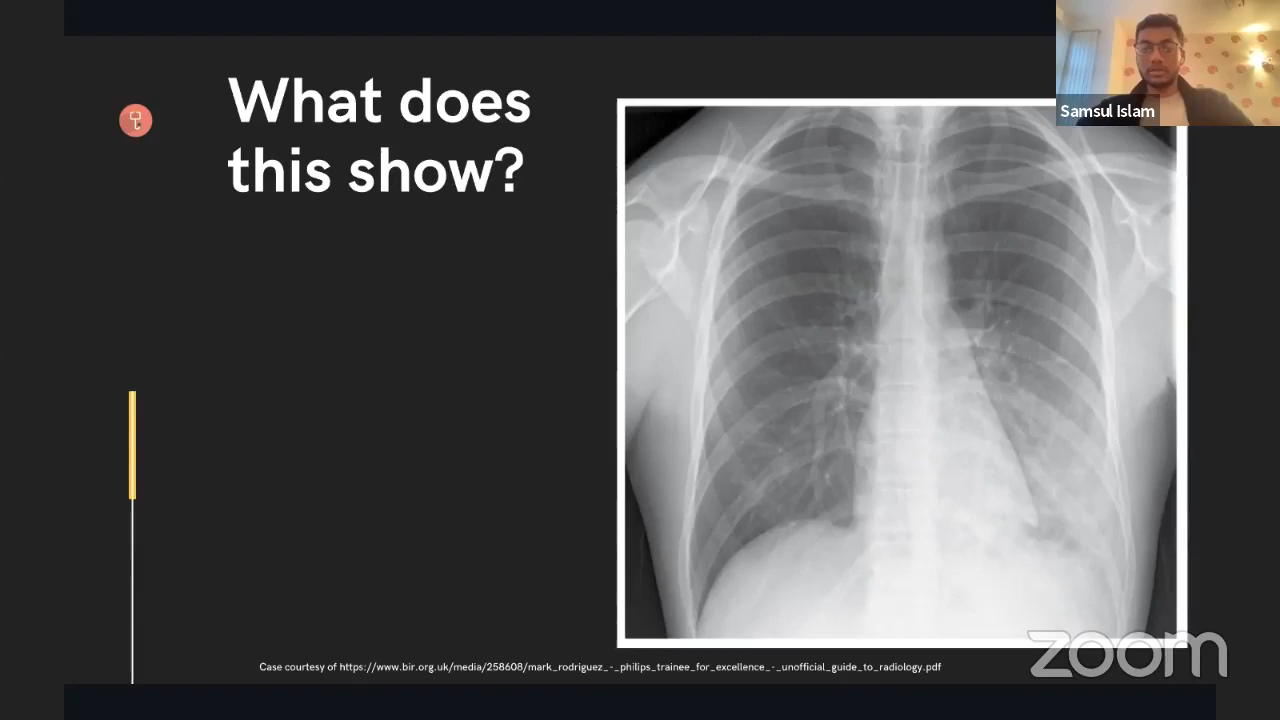 What does
this show?
Samsul Islam
Case courtesy of https://www.bir.org.uk/media/258608/mark_rodriguez_-_philips_trainee_for_excellence_-_unofficial_guide_to_radiology.pdf
zoom